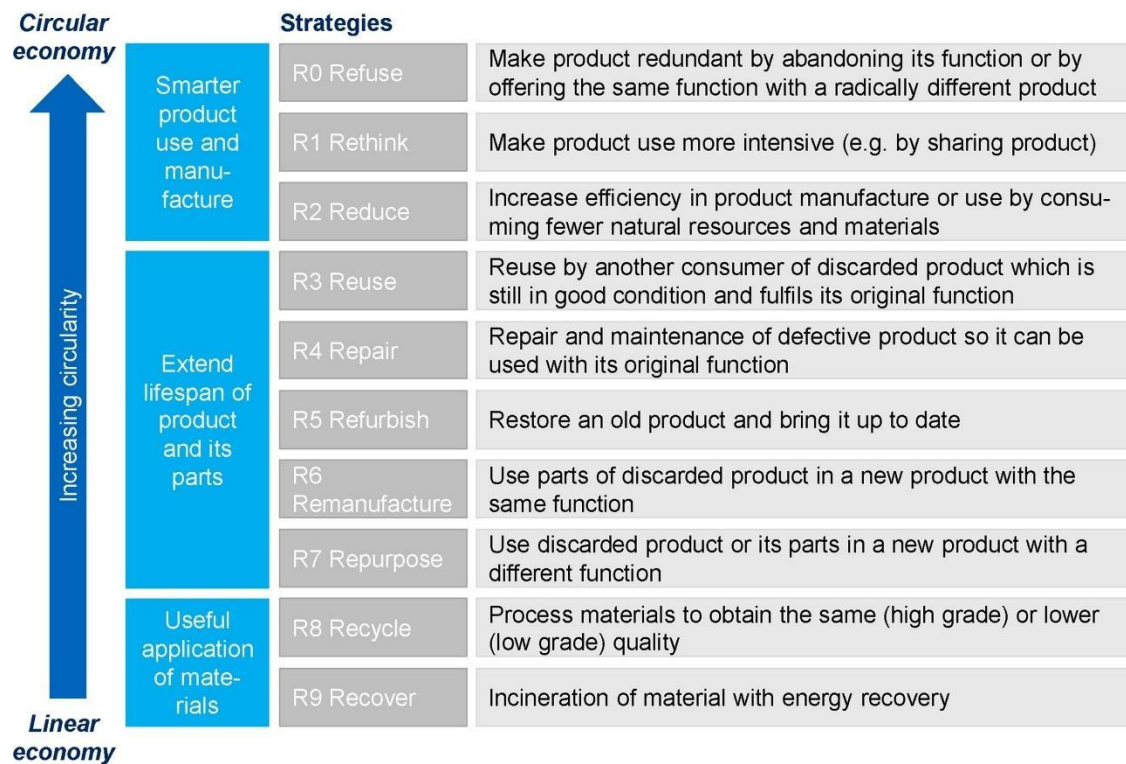 Circular
economy
Strategies
Increasing circularity
Linear
economy
Smarter
product
use and
manu-
facture
R0 Refuse
Make product redundant by abandoning its function or by
offering the same function with a radically different product
R1 Rethink
Make product use more intensive (e.g. by sharing product)
R2 Reduce
Increase efficiency in product manufacture or use by consu-
ming fewer natural resources and materials
Extend
lifespan of
product
and its
parts
R3 Reuse
Reuse by another consumer of discarded product which is
still in good condition and fulfils its original function
R4 Repair
Repair and maintenance of defective product so it can be
used with its original function
R5 Refurbish
Restore an old product and bring it up to date
R6
Remanufacture
Use parts of discarded product in a new product with the
same function
R7 Repurpose
Use discarded product or its parts in a new product with a
different function
Useful
application
of mate-
rials
R8 Recycle
Process materials to obtain the same (high grade) or lower
(low grade) quality
R9 Recover
Incineration of material with energy recovery